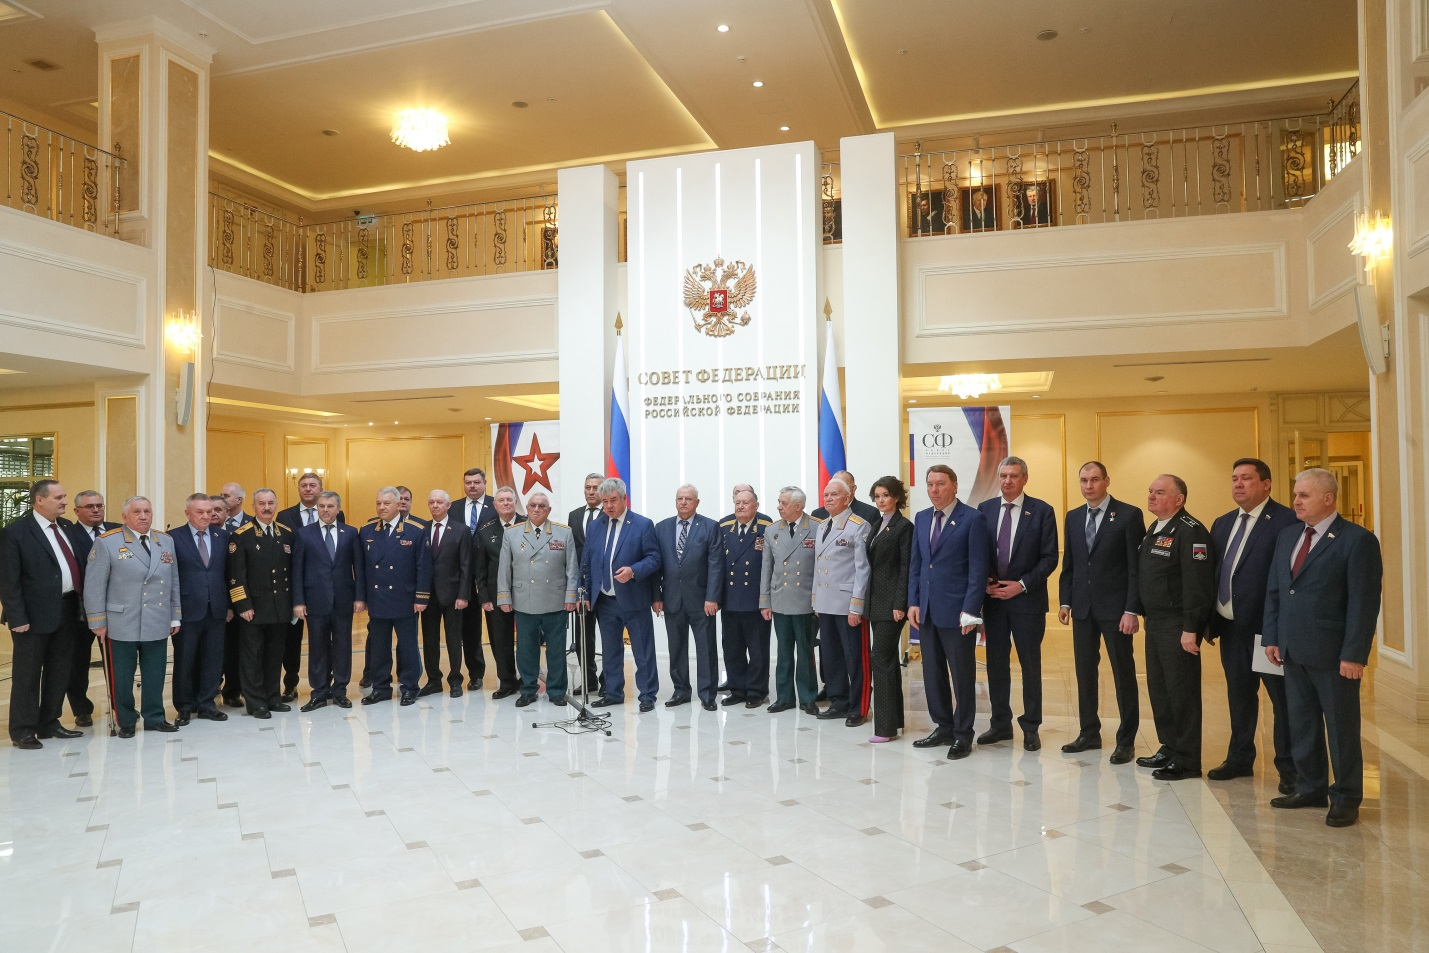 СОВЕТ ФЕДЕРАЦИИ
ФЕДЕРАЛЬНОГО СОБРАНИЯ
РОССИЙСКОЙ ФЕДЕРАЦИИ
СФ